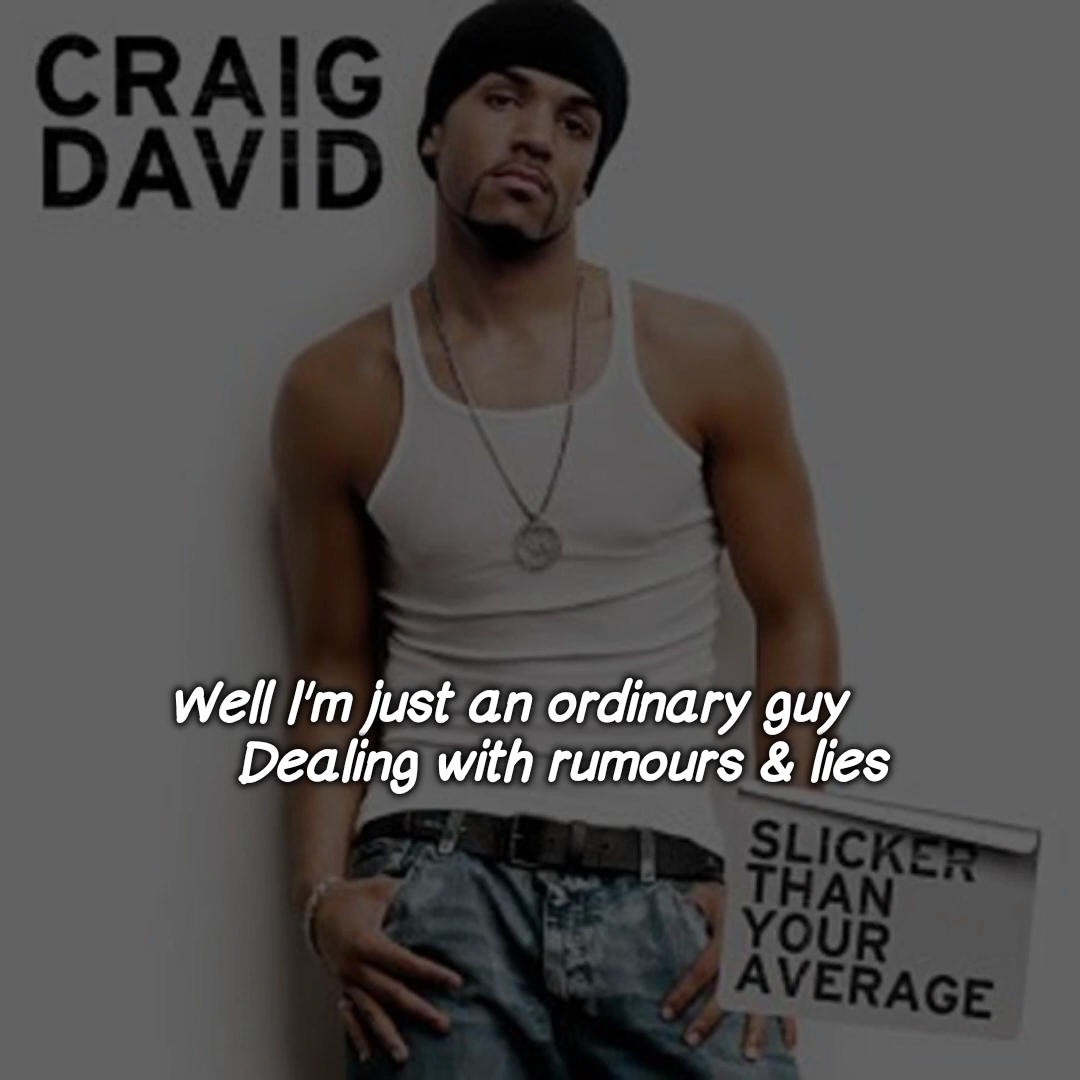 CRAIG
DAVID
Well I'm just an ordinary guy
Dealing with rumours & lies
SLICKER
THAN
YOUR
AVERAGE